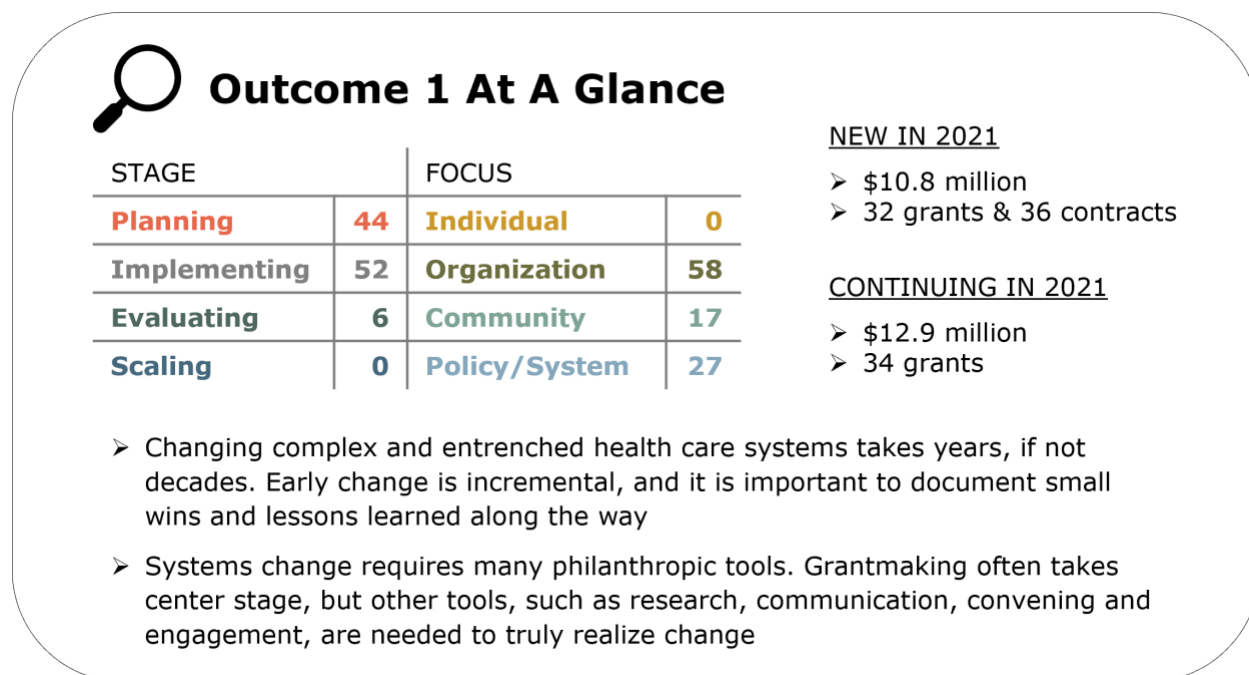 Outcome 1 At A Glance
STAGE FOCUS
Planning 44 Individual 0
Implementing 52 Organization 58
Evaluating 6 Community 17
Scaling 0 Policy/System 27
NEW IN 2021
➢ $10.8 million
➢ 32 grants & 36 contracts
CONTINUING IN 2021
➢ $12.9 million
➢ 34 grants
➢ Changing complex and entrenched health care systems takes years, if not
decades. Early change is incremental, and it is important to document small
wins and lessons learned along the way
➢ Systems change requires many philanthropic tools. Grantmaking often takes
center stage, but other tools, such as research, communication, convening and
engagement, are needed to truly realize change